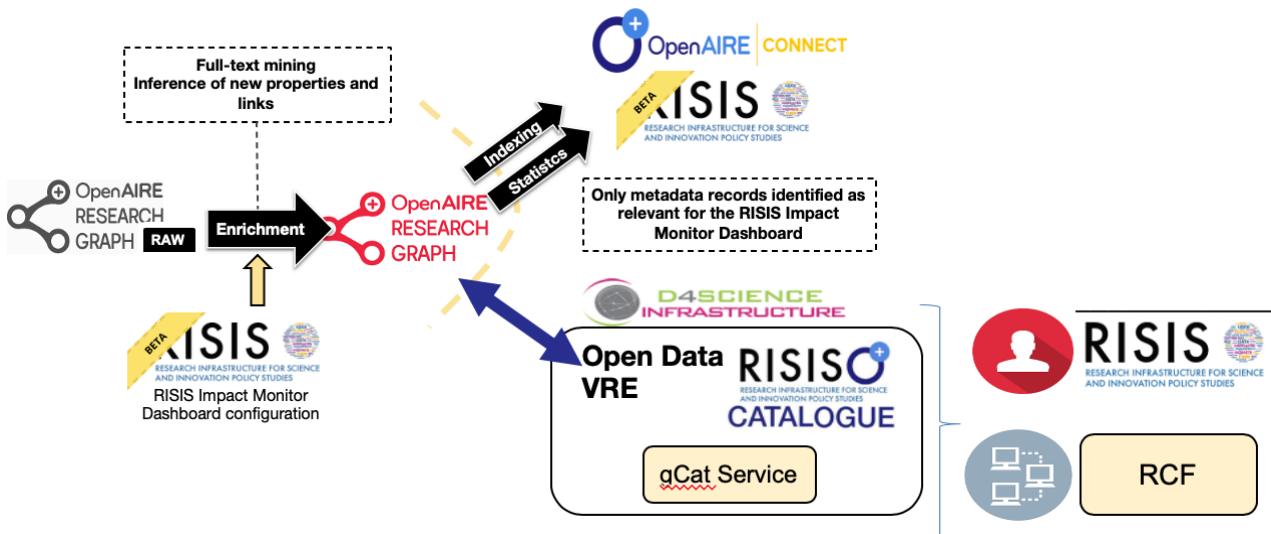 Full-text mining
Inference of new properties and
links
OpenAIRE
RESEARCH
GRAPH RAW
Enrichment
OpenAIRE
RESEARCH
GRAPH
BETA
RISIS
RESEARCH INFRASTRUCTURE FOR SCIENCE
AND INNOVATION POLICY STUDIES
RISIS Impact Monitor
Dashboard configuration
Indexing
Statistcs
OpenAIRE CONNECT
BETA
RISIS
RESEARCH INFRASTRUCTURE FOR SCIENCE
AND INNOVATION POLICY STUDIES
Only metadata records identified as
relevant for the RISIS Impact
Monitor Dashboard
D4SCIENCE
INFRASTRUCTURE
Open Data
VRE
RISIS
RESEARCH INFRASTRUCTURE FOR SCIENCE
AND INNOVATION POLICY STUDIES
CATALOGUE
gCat Service
RISIS
RESEARCH INFRASTRUCTURE FOR SCIENCE
AND INNOVATION POLICY STUDIES
RCF